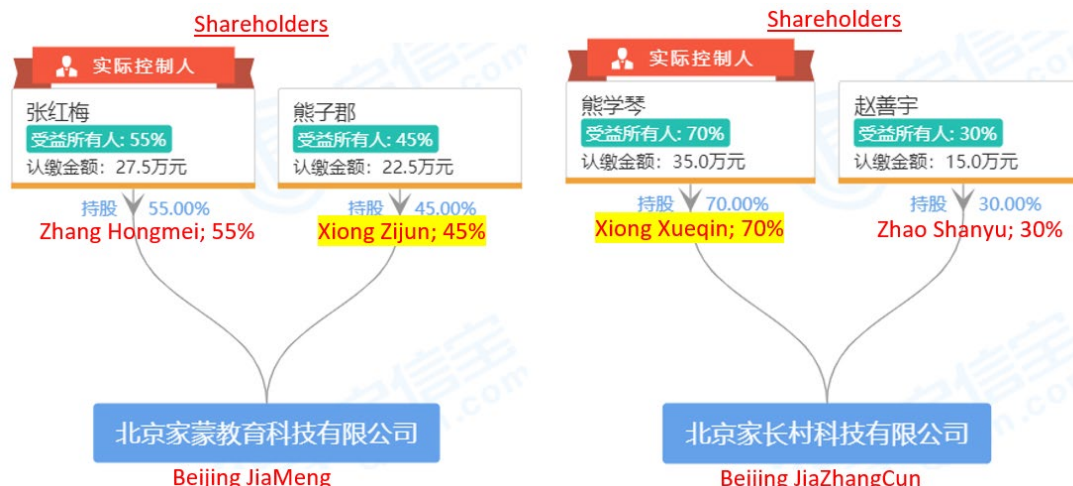 Shareholders
实际控制人
张红梅
受益所有人: 55%
认缴金额：27.5万元
熊子郡
受益所有人: 45%
认缴金额：22.5万元
持股 55.00%
持股 45.00%
Zhang Hongmei; 55%
Xiong Zijun; 45%
北京家蒙教育科技有限公司
Beijing JiaMeng
Shareholders
实际控制人
熊学琴
受益所有人: 70%
认缴金额：35.0万元
赵善宇
受益所有人: 30%
认缴金额：15.0万元
持股 70.00%
持股 30.00%
Xiong Xueqin; 70%
Zhao Shanyu; 30%
北京家长村科技有限公司
Beijing JiaZhangCun